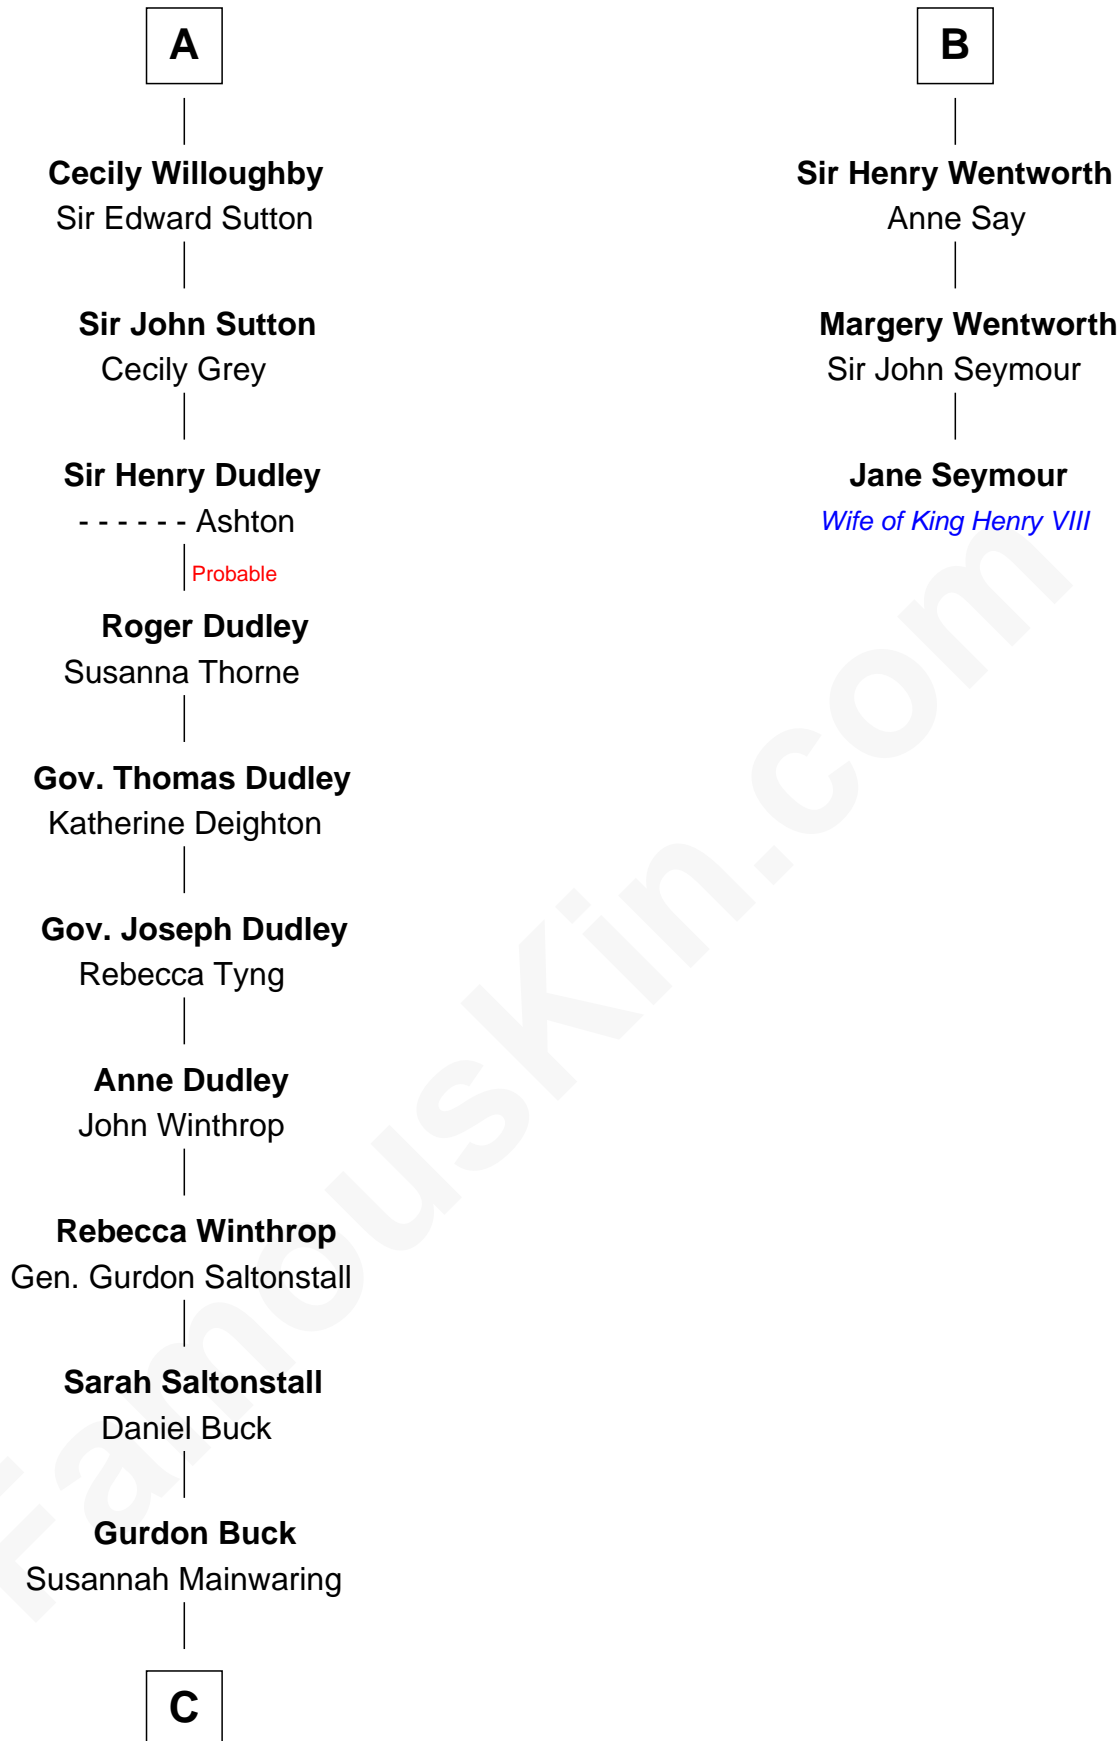 A
Cecily Willoughby
Sir Edward Sutton
Sir John Sutton
Cecily Grey
Sir Henry Dudley
- - - - - - Ashton
Probable
Roger Dudley
Susanna Thorne
Gov. Thomas Dudley
Katherine Deighton
Gov. Joseph Dudley
Rebecca Tyng
Anne Dudley
John Winthrop
Rebecca Winthrop
Gen. Gurdon Saltonstall
Sarah Saltonstall
Daniel Buck
Gurdon Buck
Susannah Mainwaring
C
B
Sir Henry Wentworth
Anne Say
Margery Wentworth
Sir John Seymour
Jane Seymour
Wife of King Henry VIII
FamousKin.com